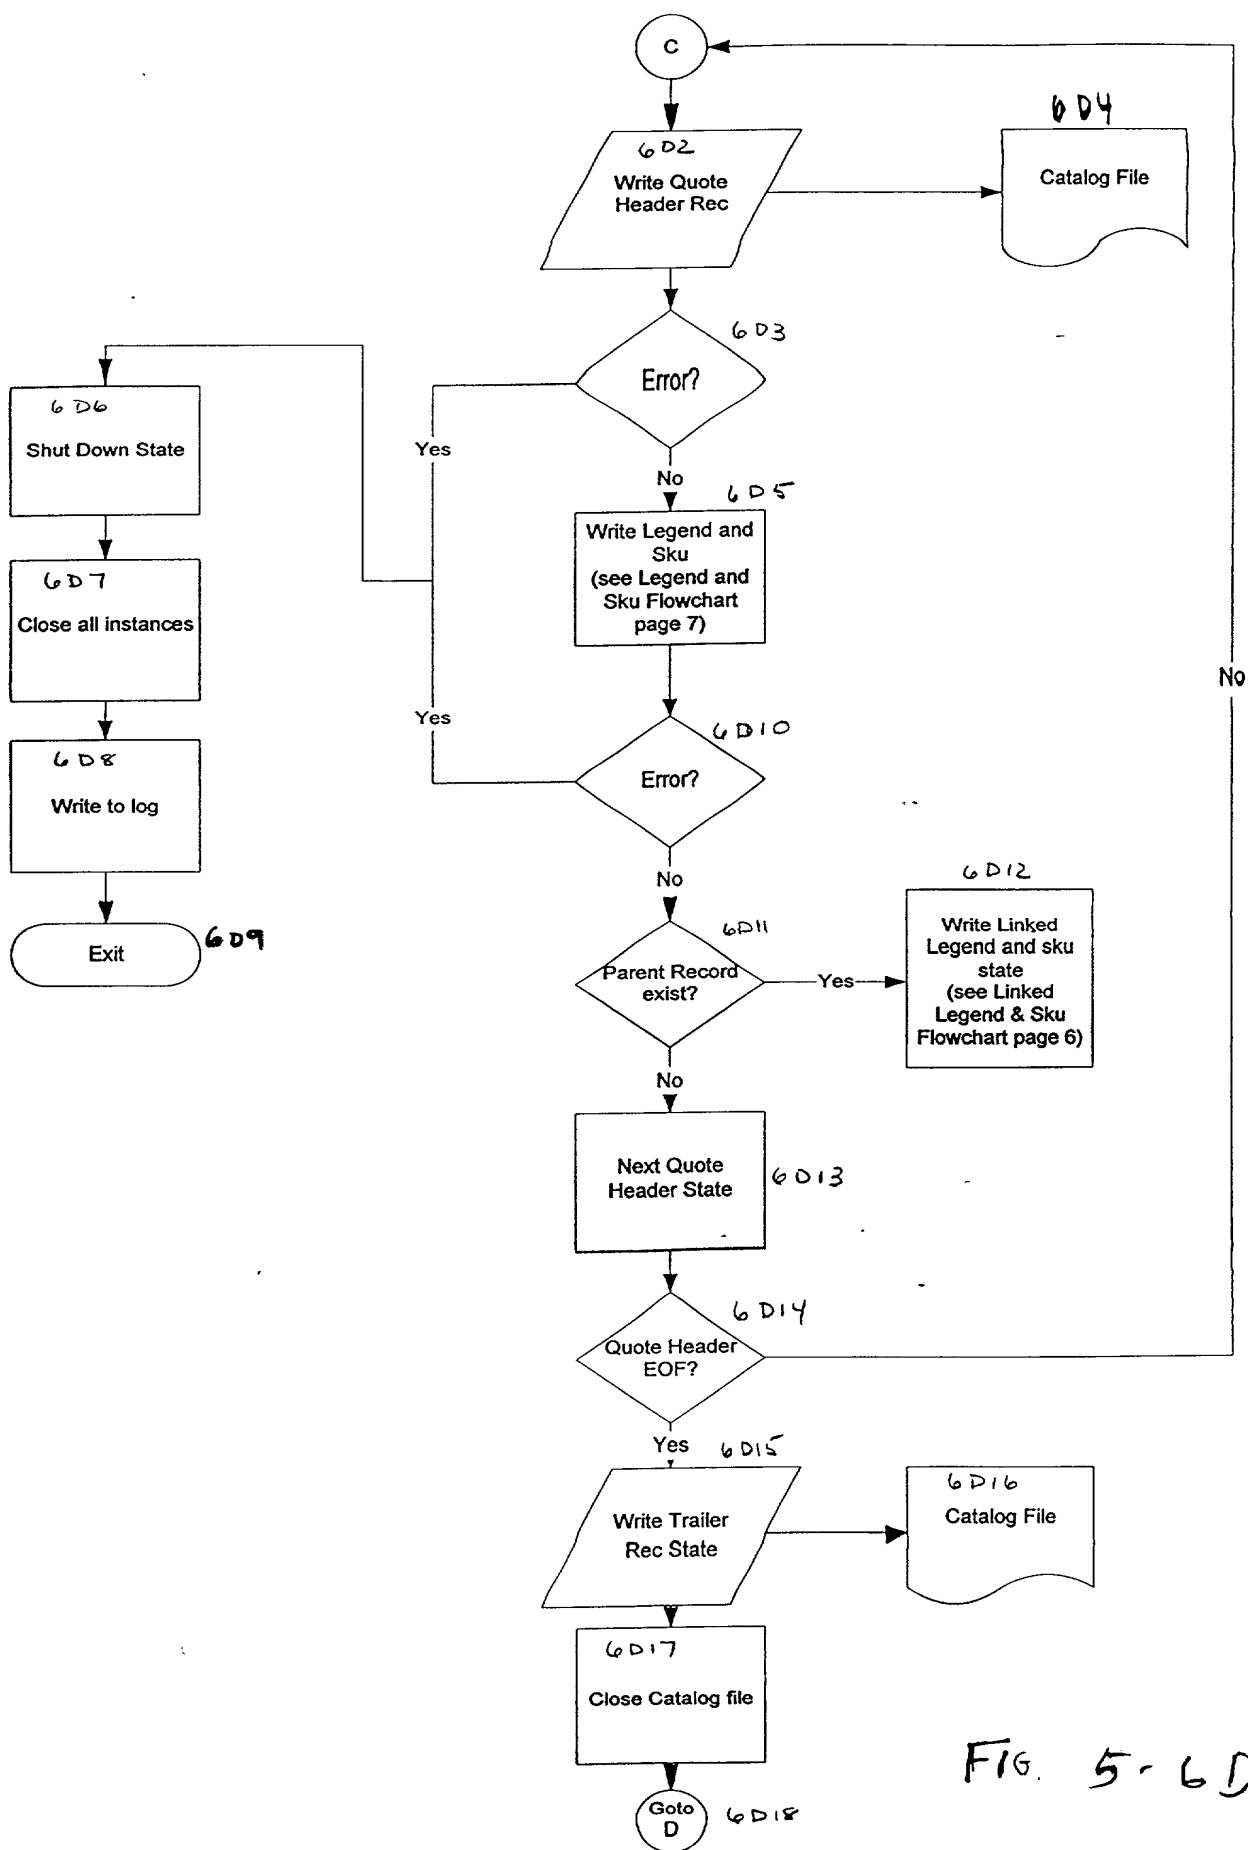 C
6D2
Write Quote
Header Rec
6D4
Catalog File
6D3
Error?
Yes
No
6D5
Write Legend and
Sku
(see Legend and
Sku Flowchart
page 7)
6D6
Shut Down State
6D7
Close all instances
6D8
Write to log
Exit
6D9
Yes
6D10
Error?
No
No
6D11
Parent Record
exist?
Yes
6D12
Write Linked
Legend and sku
state
(see Linked
Legend & Sku
Flowchart page 6)
No
Next Quote
Header State
6D13
6D14
Quote Header
EOF?
Yes
6D15
Write Trailer
Rec State
6D16
Catalog File
6D17
Close Catalog file
Goto
D
6D18
FIG. 5-6D